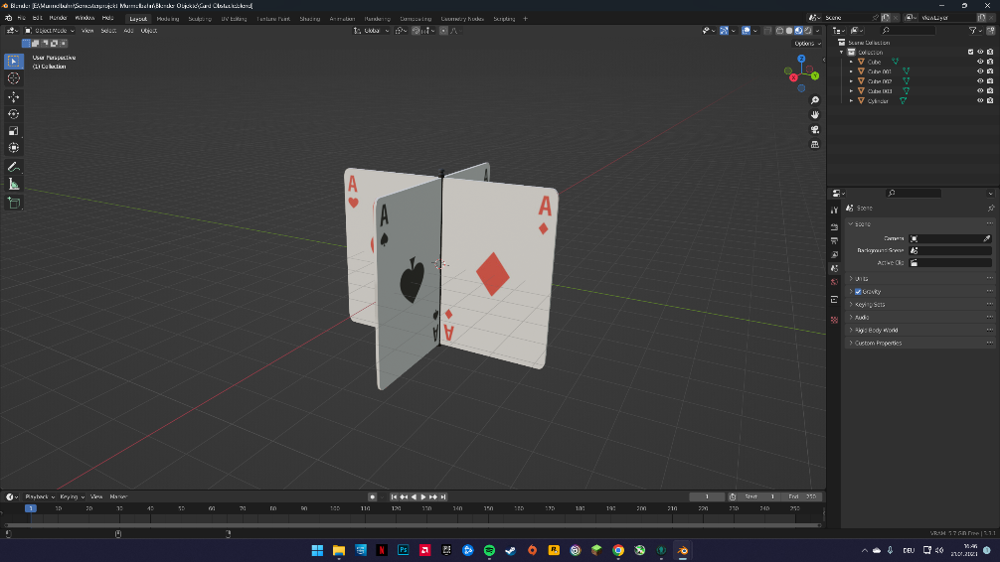 Blender [E:\Murmelbahn\Semesterprojekt Murmelbahn\Blender Objekte\Card Obstacle.blend]
File Edit Render Window Help Layout Modeling Sculpting UV Editing Texture Paint Shading Animation Rendering Compositing Geometry Nodes Scripting Scene ViewLayer
Object Mode View Select Add Object Global
Options
User Perspective
(1) Collection
Scene Collection
Collection
Cube
Cube.001
Cube.002
Cube.003
Cylinder
X Y Z
A A A
A A
Scene
Scene
Camera
Background Scene
Active Clip
Units
Gravity
Keying Sets
Audio
Rigid Body World
Custom Properties
Playback Keying View Marker 1 Start 1 End 250
1 10 20 30 40 50 60 70 80 90 100 110 120 130 140 150 160 170 180 190 200 210 220 230 240 250
VRAM: 5.7 GiB Free | 3.3.1
DEU 16:46
21.01.2023